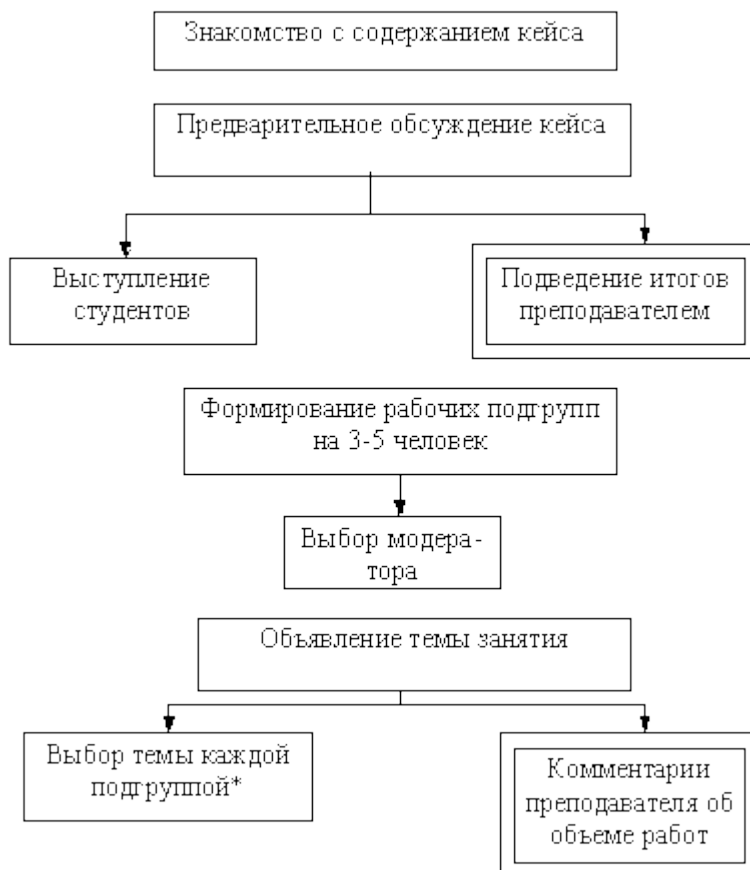 Знакомство с содержанием кейса
Предварительное обсуждение кейса
Выступление
студентов
Подведение итогов
преподавателем
Формирование рабочих подгрупп
на 3-5 человек
Выбор модера-
тора
Объявление темы занятия
Выбор темы каждой
подгруппой*
Комментарии
преподавателя об
объеме работ